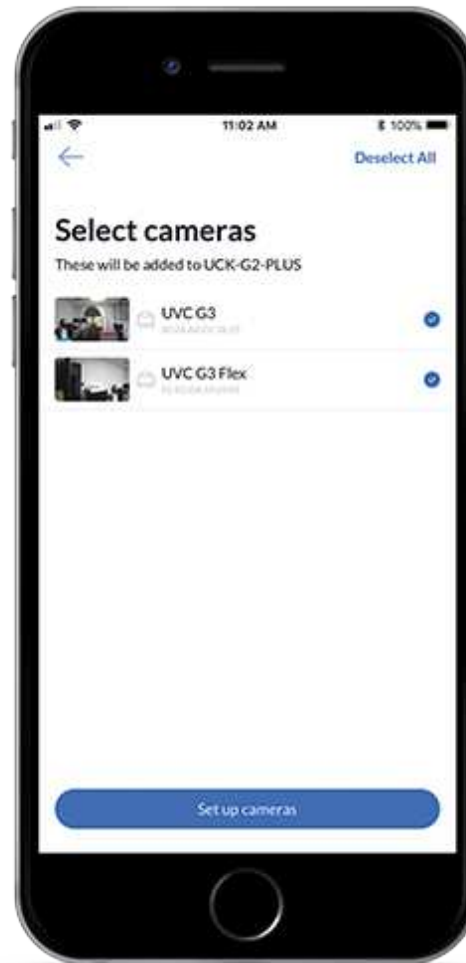 11:02 AM
100%
Deselect All
Select cameras
These will be added to UCK-G2-PLUS
UVC G3
UVC G3 Flex
Set up cameras